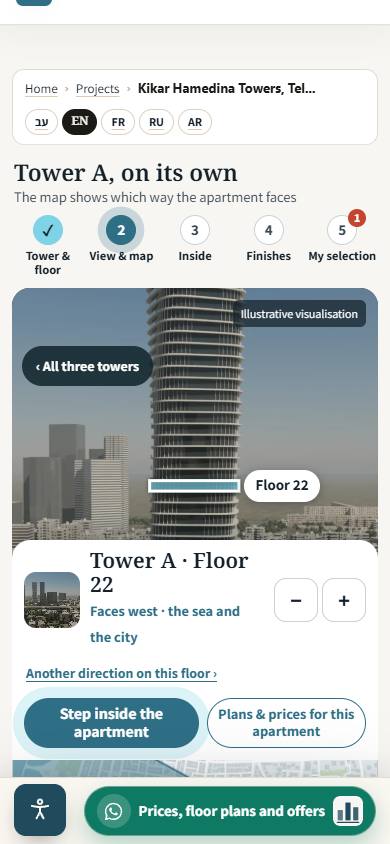 Home › Projects › Kikar Hamedina Towers, Tel...
עב EN FR RU AR
Tower A, on its own
The map shows which way the apartment faces
✓ 2 3 4 5 1
Tower & floor View & map Inside Finishes My selection
Illustrative visualisation
‹ All three towers
Floor 22
Tower A · Floor
22
Faces west · the sea and
the city
− +
Another direction on this floor ›
Step inside the
apartment
Plans & prices for this
apartment
Prices, floor plans and offers